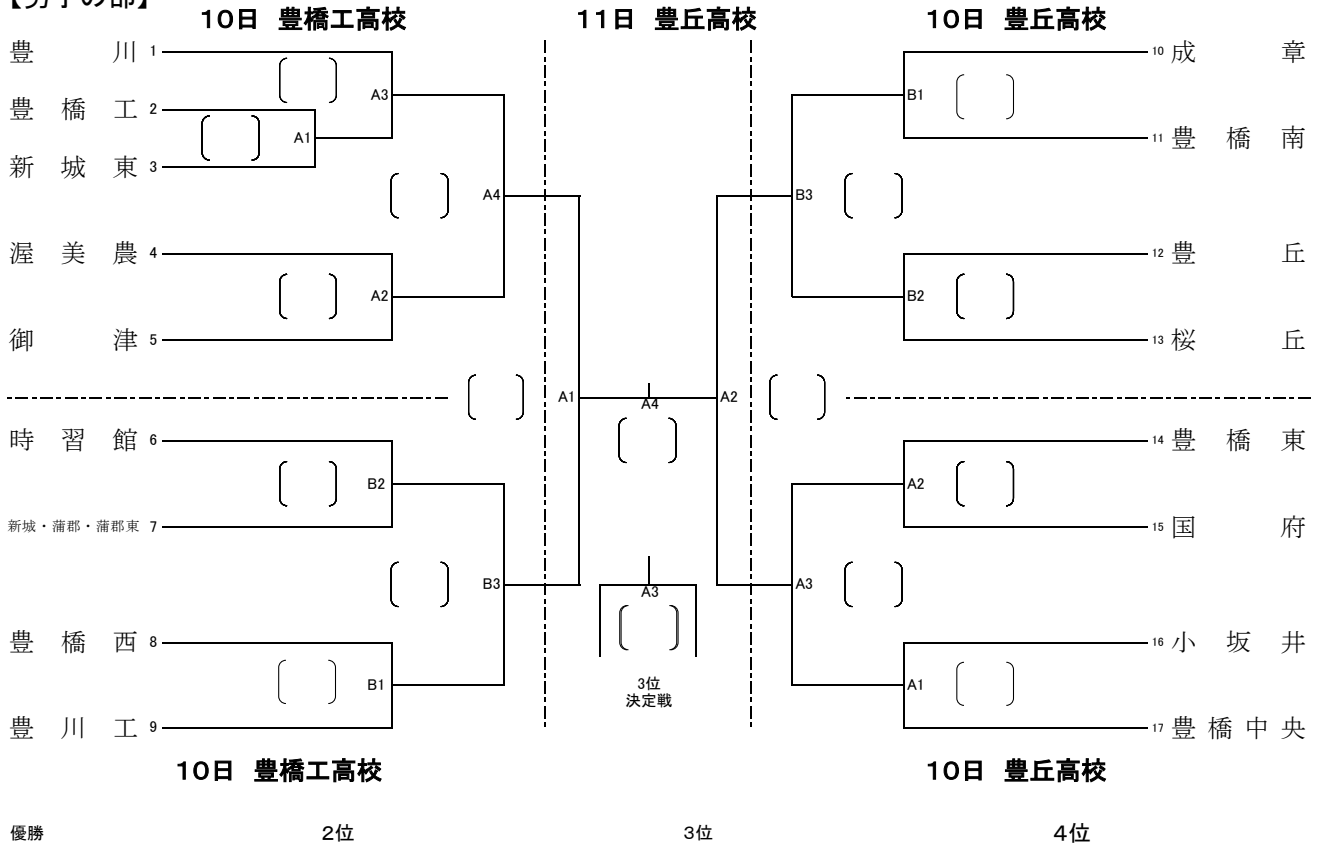 【男子の部】
10日 豊橋工高校
11日 豊丘高校
10日 豊丘高校
豊川 1
豊橋工 2
新城東 3
渥美農 4
御津 5
時習館 6
新城・蒲郡・蒲郡東 7
豊橋西 8
豊川工 9
A3
A1
A4
A2
B2
B3
B1
A1
A4
A2
A3
3位
決定戦
B1
B3
B2
A2
A3
A1
10 成章
11 豊橋南
12 豊丘
13 桜丘
14 豊橋東
15 国府
16 小坂井
17 豊橋中央
10日 豊橋工高校
10日 豊丘高校
優勝 2位 3位 4位